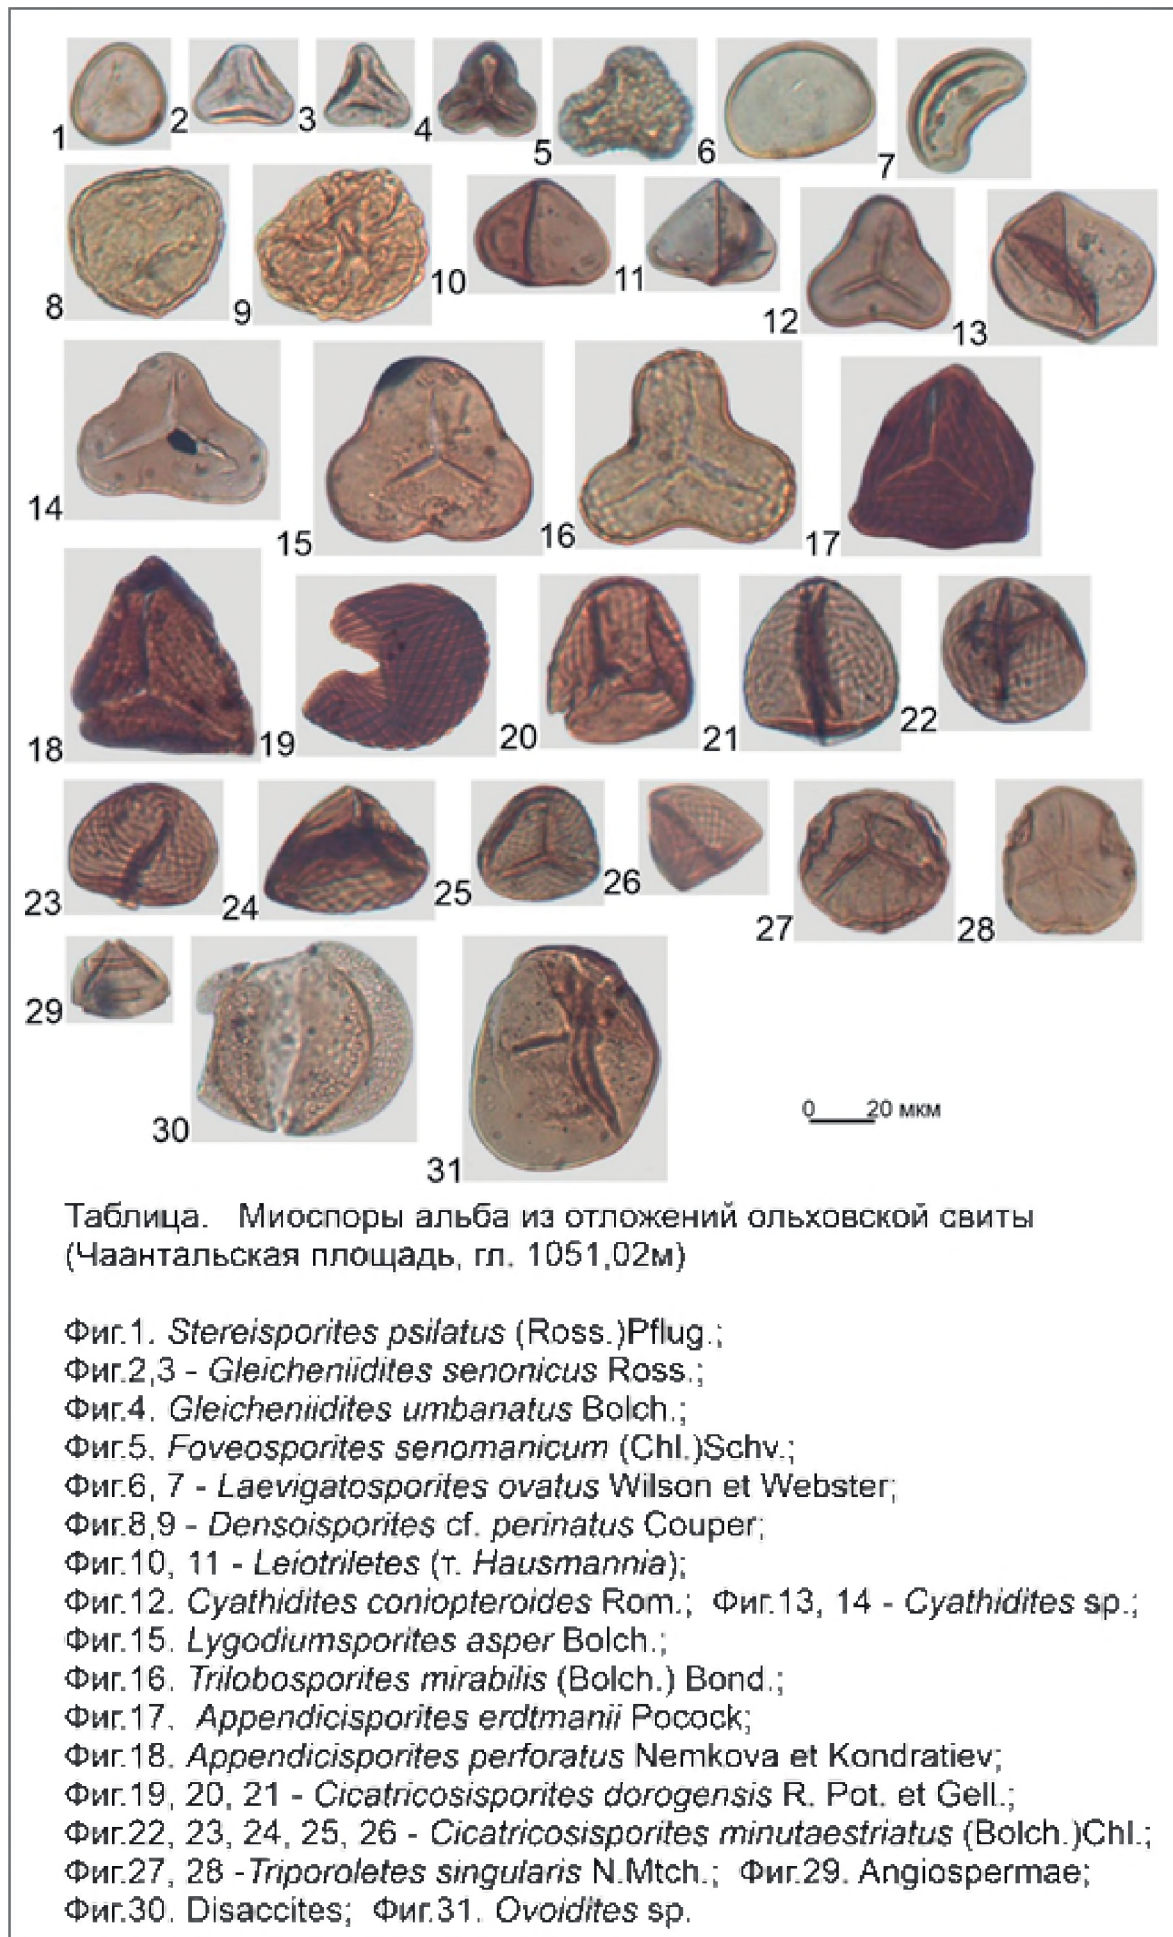 1 2 3 4 5 6 7
8 9 10 11 12 13
14 15 16 17
18 19 20 21 22
23 24 25 26 27 28
29 30 31
0 20 мкм
Таблица. Миоспоры альба из отложений ольховской свиты
(Чаантальская площадь, гл. 1051,02м)
Фиг.1. Stereisporites psilatus (Ross.)Pflug.;
Фиг.2,3 - Gleicheniidites senonicus Ross.;
Фиг.4. Gleicheniidites umbanatus Bolch.;
Фиг.5. Foveosporites senomanicum (Chl.)Schv.;
Фиг.6, 7 - Laevigatosporites ovatus Wilson et Webster;
Фиг.8,9 - Densoisporites cf. perinatus Couper;
Фиг.10, 11 - Leiotriletes (т. Hausmannia);
Фиг.12. Cyathidites coniopteroides Rom.; Фиг.13, 14 - Cyathidites sp.;
Фиг.15. Lygodiumsporites asper Bolch.;
Фиг.16. Trilobosporites mirabilis (Bolch.) Bond.;
Фиг.17. Appendicisporites erdtmanii Pocock;
Фиг.18. Appendicisporites perforatus Nemkova et Kondratiev;
Фиг.19, 20, 21 - Cicatricosisporites dorogensis R. Pot. et Gell.;
Фиг.22, 23, 24, 25, 26 - Cicatricosisporites minutaestriatus (Bolch.)Chl.;
Фиг.27, 28 -Triporoletes singularis N.Mtch.; Фиг.29. Angiospermae;
Фиг.30. Disaccites; Фиг.31. Ovoidites sp.